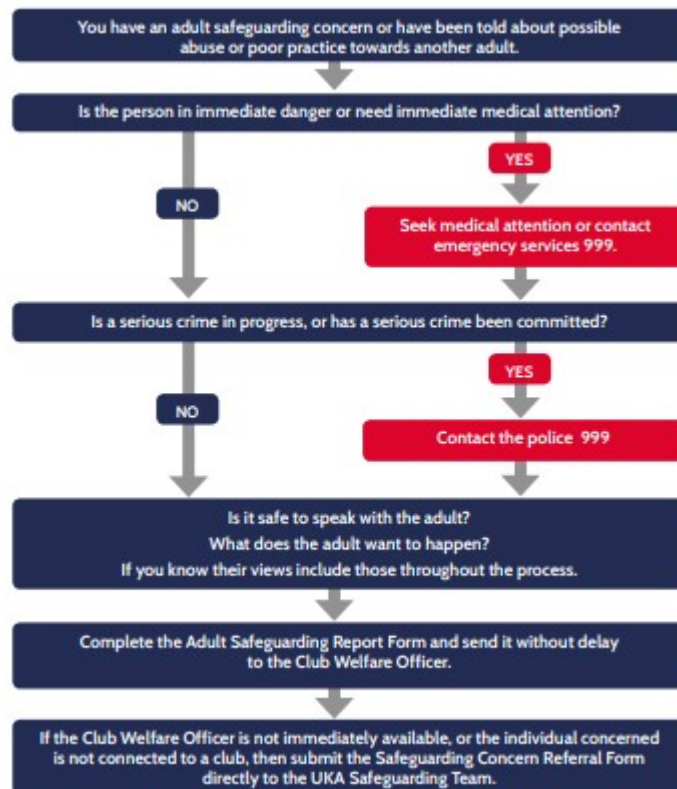 You have an adult safeguarding concern or have been told about possible
abuse or poor practice towards another adult.
Is the person in immediate danger or need immediate medical attention?
YES
NO
Seek medical attention or contact
emergency services 999.
Is a serious crime in progress, or has a serious crime been committed?
YES
NO
Contact the police 999
Is it safe to speak with the adult?
What does the adult want to happen?
If you know their views include those throughout the process.
Complete the Adult Safeguarding Report Form and send it without delay
to the Club Welfare Officer.
If the Club Welfare Officer is not immediately available, or the individual concerned
is not connected to a club, then submit the Safeguarding Concern Referral Form
directly to the UKA Safeguarding Team.